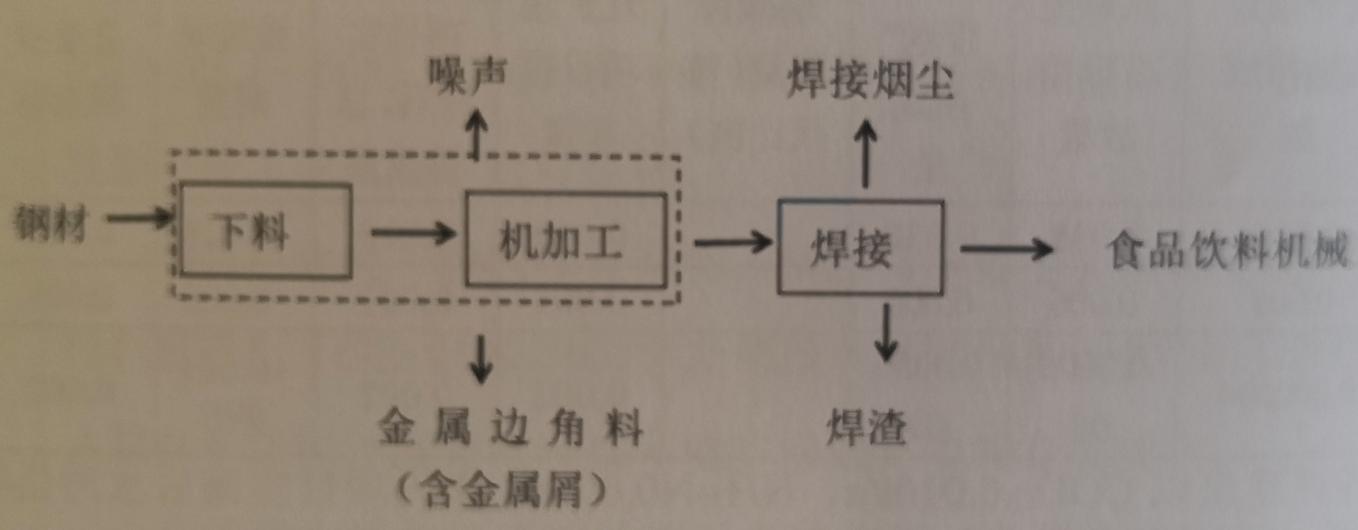 噪声
焊接烟尘
钢材
下料
机加工
焊接
食品饮料机械
金属边角料
（含金属屑）
焊渣